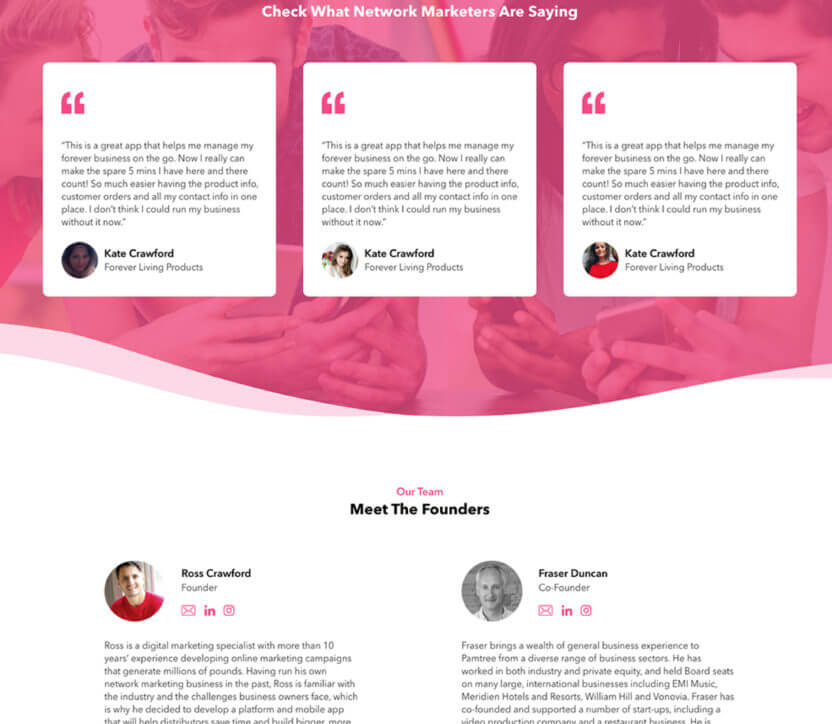 Check What Network Marketers Are Saying
“This is a great app that helps me manage my
forever business on the go. Now I really can
make the spare 5 mins I have here and there
count! So much easier having the product info,
customer orders and all my contact info in one
place. I don’t think I could run my business
without it now.”
Kate Crawford
Forever Living Products
“This is a great app that helps me manage my
forever business on the go. Now I really can
make the spare 5 mins I have here and there
count! So much easier having the product info,
customer orders and all my contact info in one
place. I don’t think I could run my business
without it now.”
Kate Crawford
Forever Living Products
“This is a great app that helps me manage my
forever business on the go. Now I really can
make the spare 5 mins I have here and there
count! So much easier having the product info,
customer orders and all my contact info in one
place. I don’t think I could run my business
without it now.”
Kate Crawford
Forever Living Products
Our Team
Meet The Founders
Ross Crawford
Founder
in
Ross is a digital marketing specialist with more than 10
years’ experience developing online marketing campaigns
that generate millions of pounds. Having run his own
network marketing business in the past, Ross is familiar with
the industry and the challenges business owners face, which
is why he decided to develop a platform and mobile app
that will help distributors save time and build bigger, more
Fraser Duncan
Co-Founder
in
Fraser brings a wealth of general business experience to
Pamtree from a diverse range of business sectors. He has
worked in both industry and private equity, and held Board seats
on many large, international businesses including EMI Music,
Meridien Hotels and Resorts, William Hill and Vonovia. Fraser has
co-founded and supported a number of start-ups, including a
video production company and a restaurant business. He is